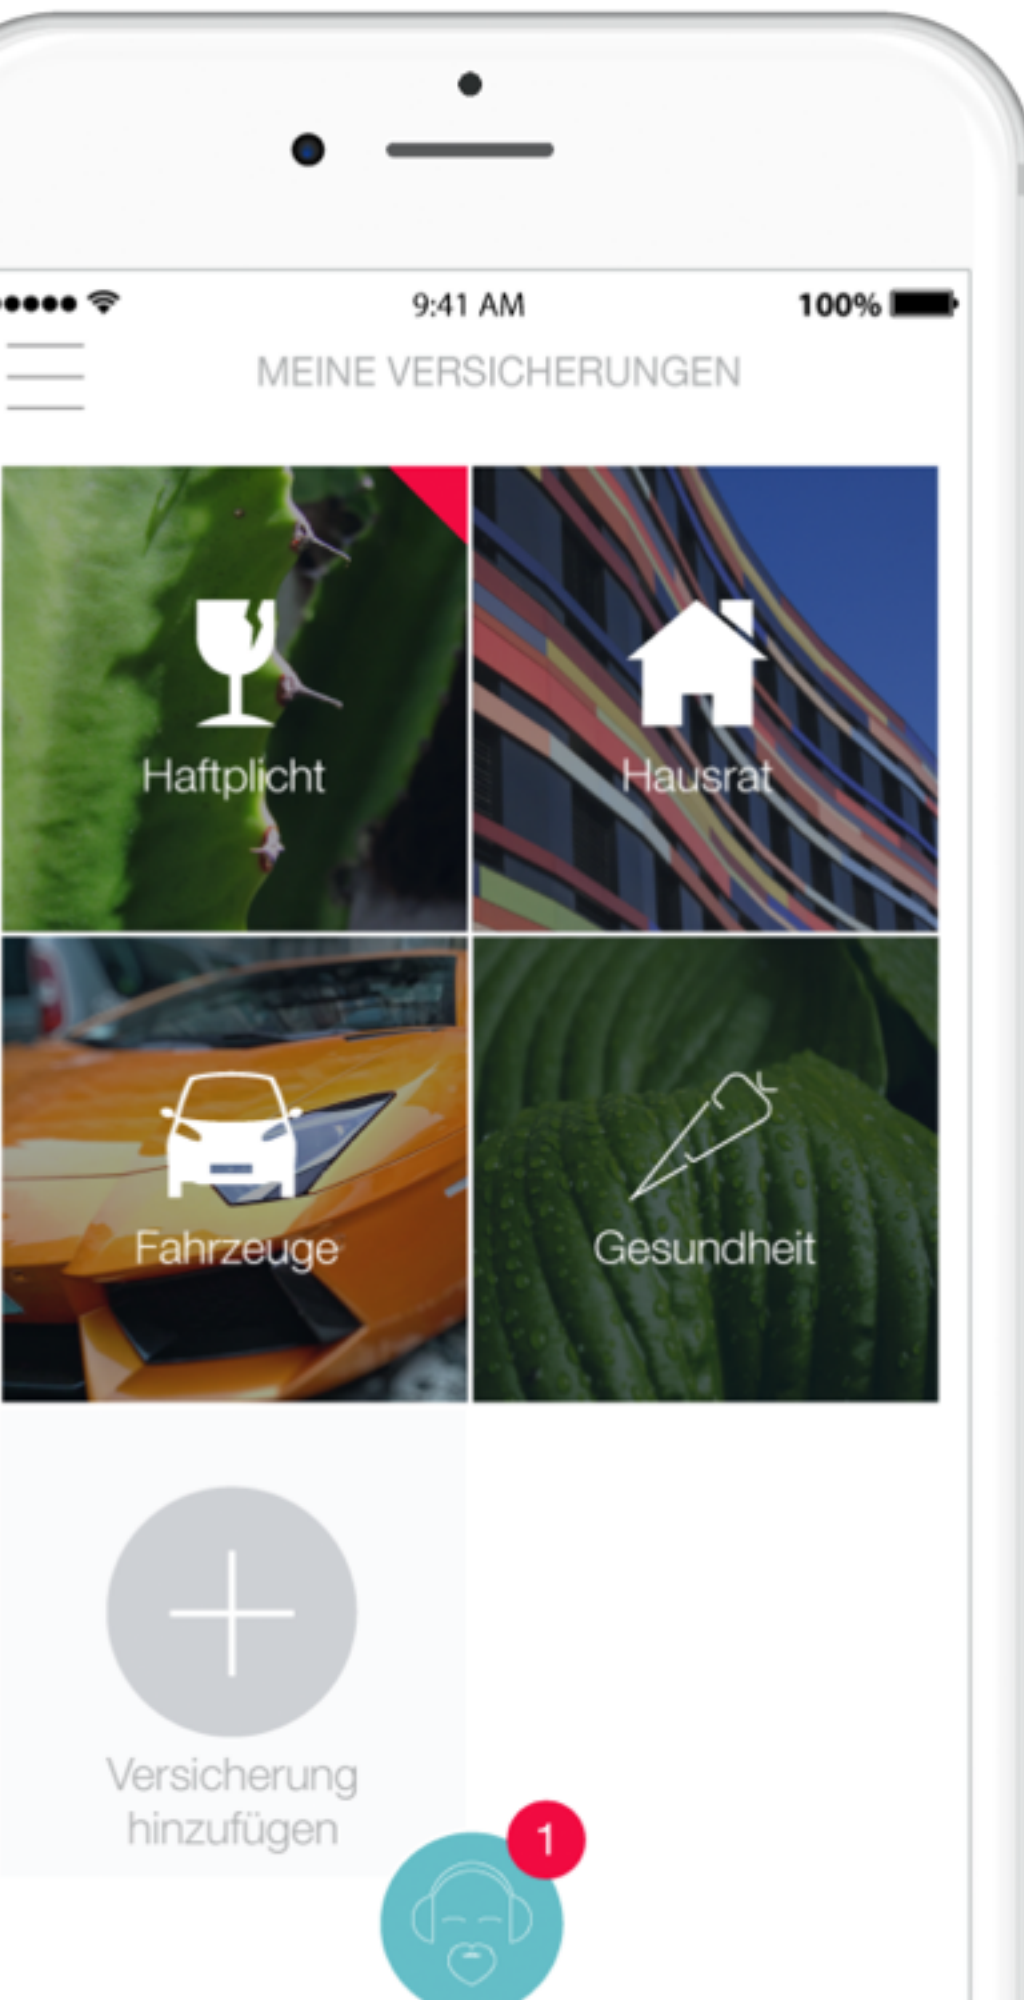 9:41 AM
100%
MEINE VERSICHERUNGEN
Haftplicht
Hausrat
Fahrzeuge
Gesundheit
Versicherung
hinzufügen
1